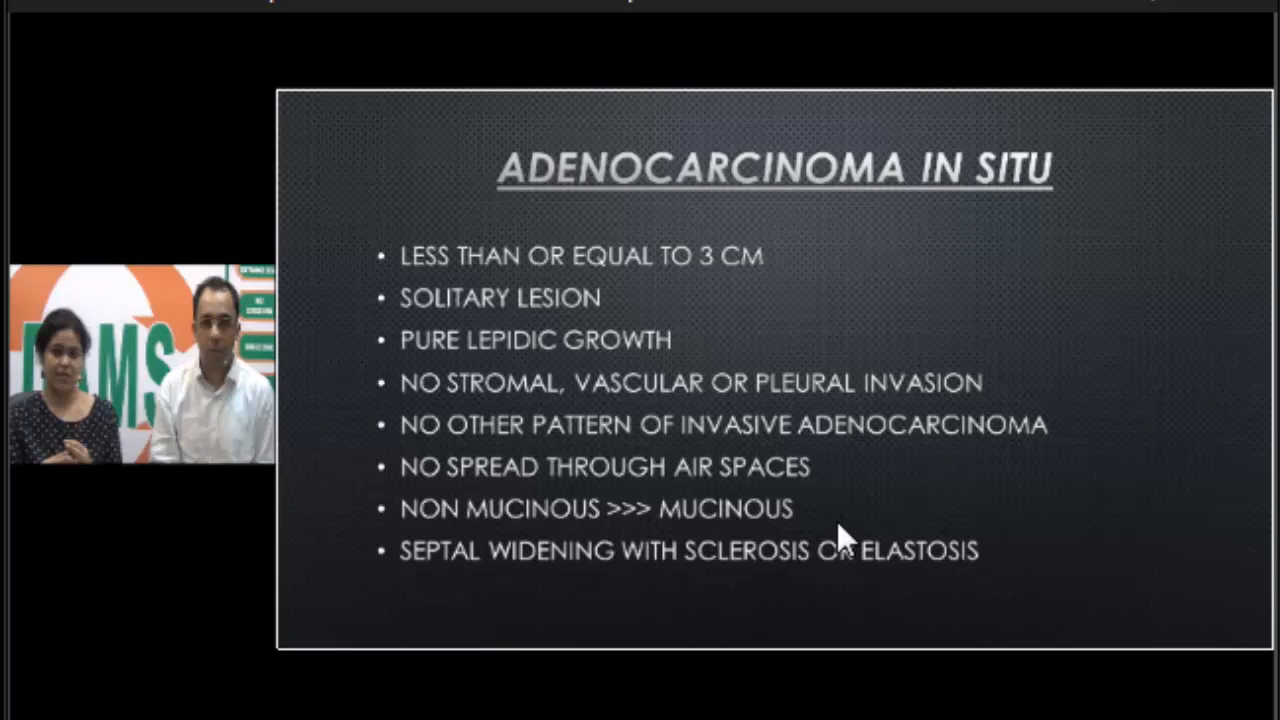 ADENOCARCINOMA IN SITU
• LESS THAN OR EQUAL TO 3 CM
• SOLITARY LESION
• PURE LEPIDIC GROWTH
• NO STROMAL, VASCULAR OR PLEURAL INVASION
• NO OTHER PATTERN OF INVASIVE ADENOCARCINOMA
• NO SPREAD THROUGH AIR SPACES
• NON MUCINOUS >>> MUCINOUS
• SEPTAL WIDENING WITH SCLEROSIS OR ELASTOSIS